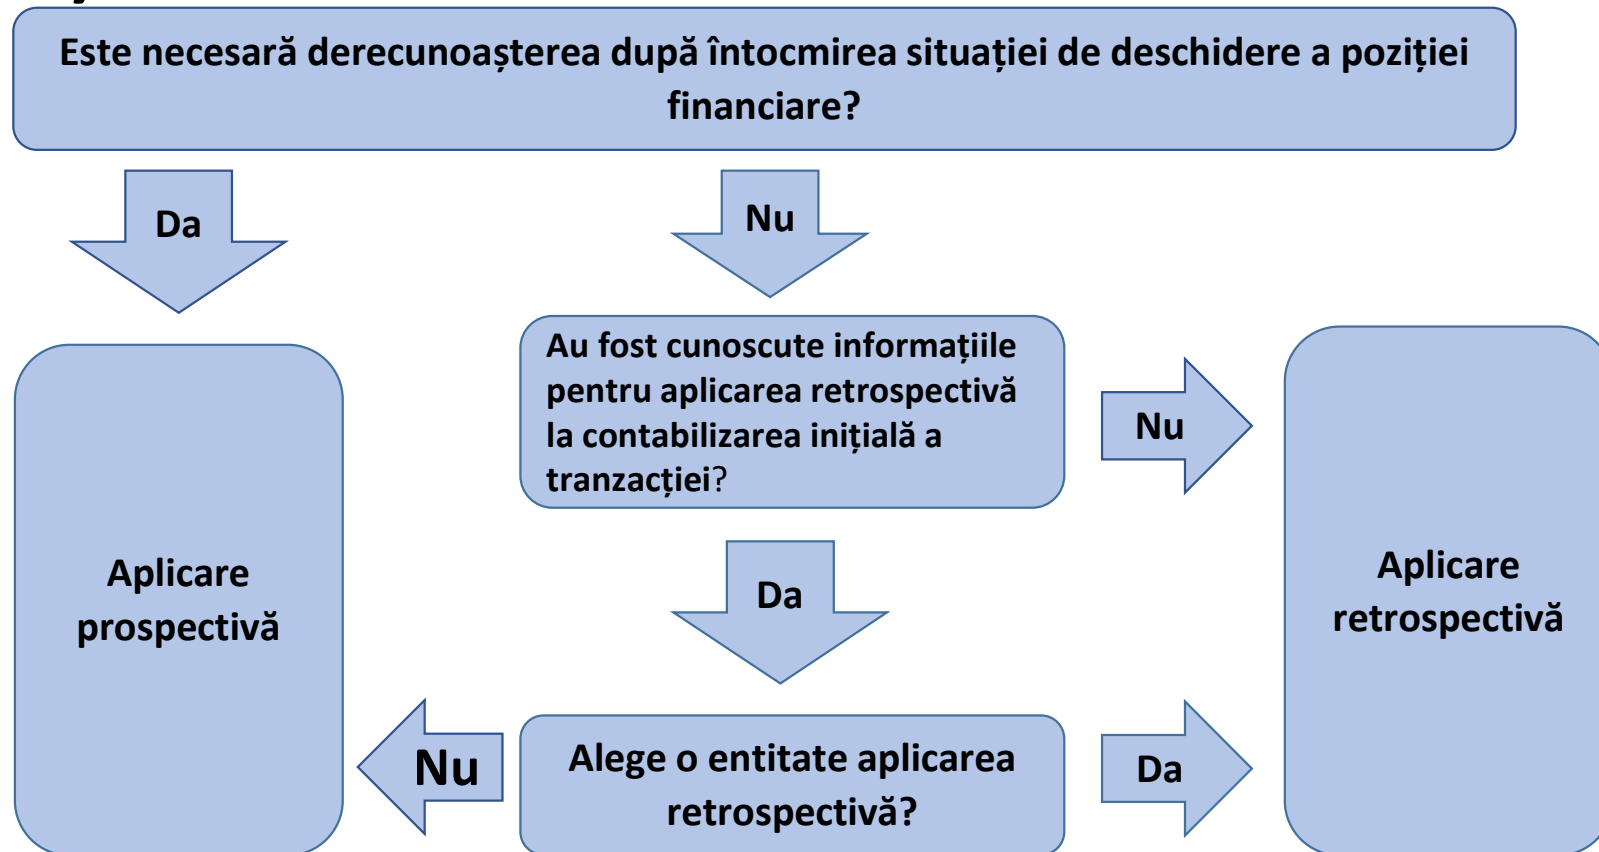 Este necesară derecunoașterea după întocmirea situației de deschidere a poziției
financiare?
Da
Nu
Au fost cunoscute informațiile
pentru aplicarea retrospectivă
la contabilizarea inițială a
tranzacției?
Nu
Aplicare
prospectivă
Aplicare
retrospectivă
Da
Nu
Alege o entitate aplicarea
retrospectivă?
Da